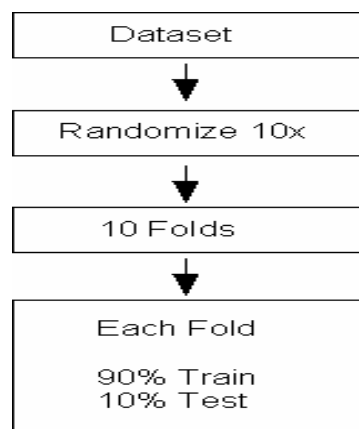 Dataset
Randomize 10x
10 Folds
Each Fold
90% Train
10% Test